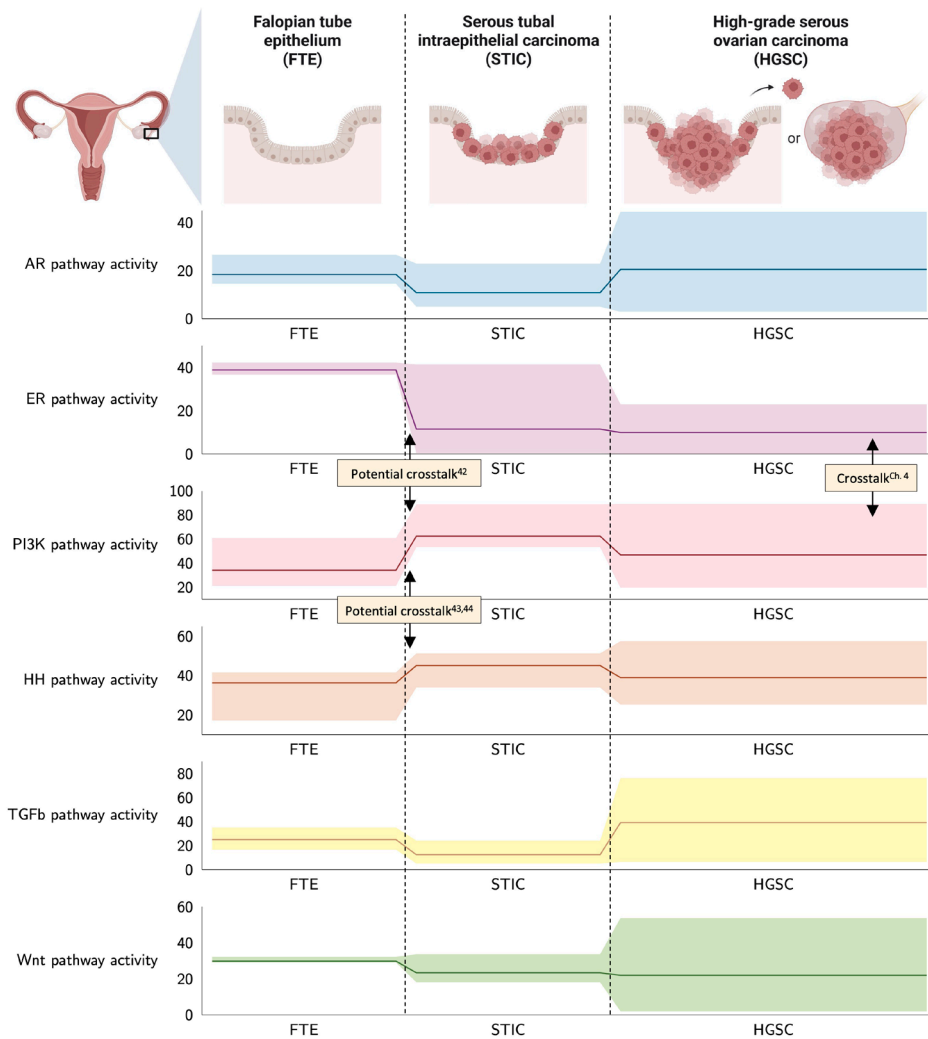 Falopian tube
epithelium
(FTE)
Serous tubal
intraepithelial carcinoma
(STIC)
High-grade serous
ovarian carcinoma
(HGSC)
or
AR pathway activity
40
20
0
FTE STIC HGSC
ER pathway activity
40
20
0
FTE STIC HGSC
Potential crosstalk42
CrosstalkCh. 4
PI3K pathway activity
100
80
60
40
20
FTE STIC HGSC
Potential crosstalk43,44
HH pathway activity
60
40
20
FTE STIC HGSC
TGFb pathway activity
80
60
40
20
0
FTE STIC HGSC
Wnt pathway activity
60
40
20
0
FTE STIC HGSC